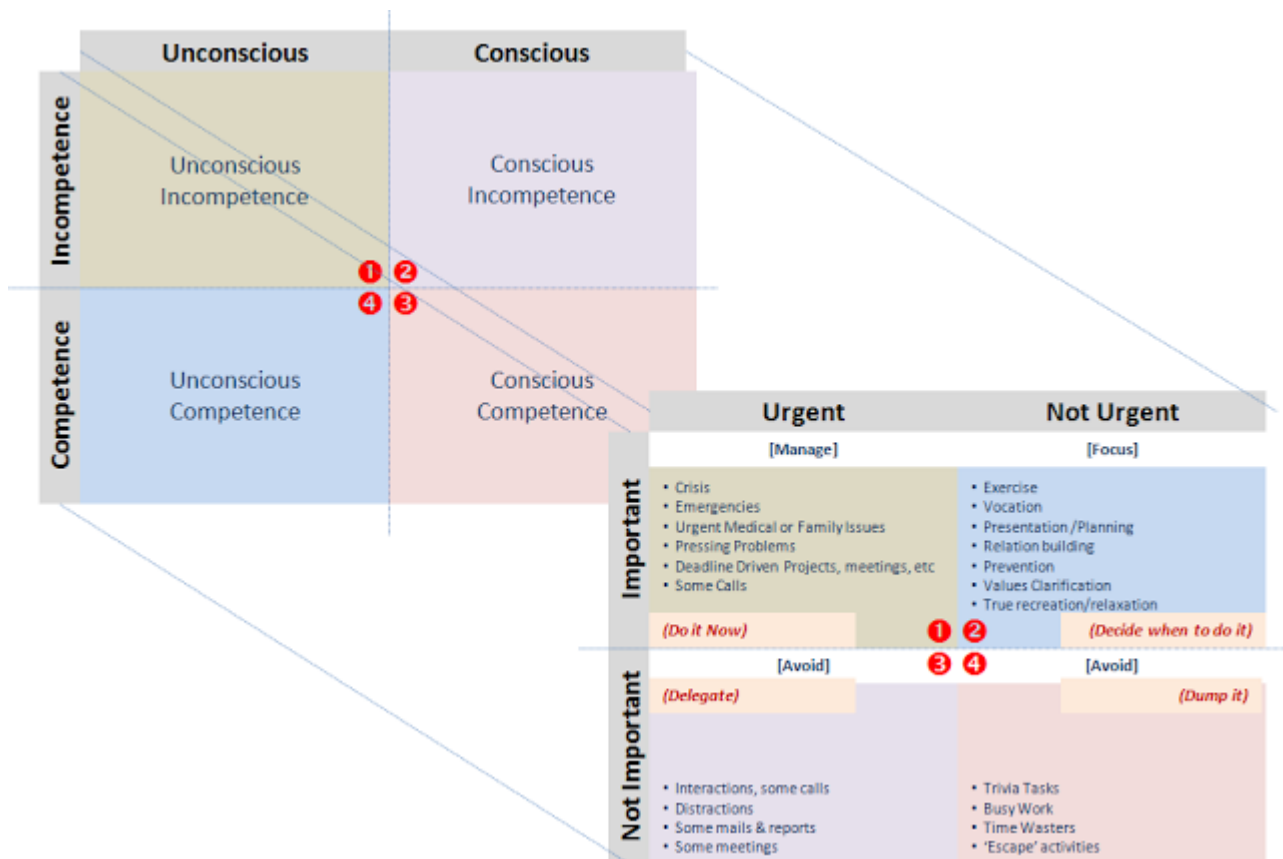 Unconscious
Conscious
Incompetence
Unconscious
Incompetence
Conscious
Incompetence
1
2
4
3
Competence
Unconscious
Competence
Conscious
Competence
Urgent
Not Urgent
Important
[Manage]
[Focus]
• Crisis
• Emergencies
• Urgent Medical or Family Issues
• Pressing Problems
• Deadline Driven Projects, meetings, etc
• Some Calls
• Exercise
• Vocation
• Presentation /Planning
• Relation building
• Prevention
• Values Clarification
• True recreation/relaxation
(Do it Now)
1
2
(Decide when to do it)
Not Important
[Avoid]
3
4
[Avoid]
(Delegate)
(Dump it)
• Interactions, some calls
• Distractions
• Some mails & reports
• Some meetings
• Trivia Tasks
• Busy Work
• Time Wasters
• 'Escape' activities